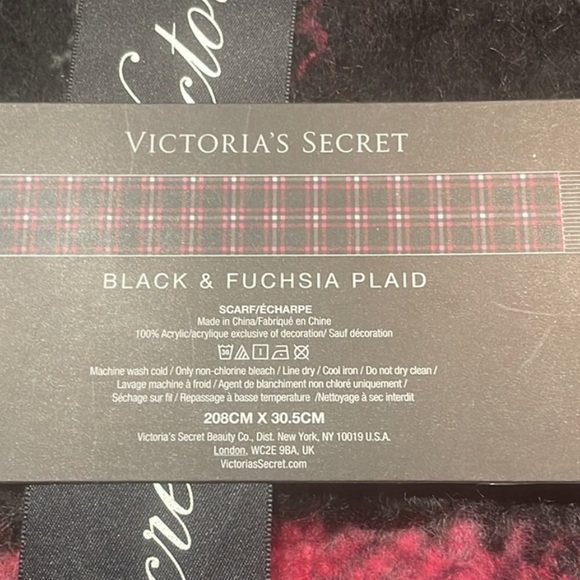 Victo
VICTORIA'S SECRET
BLACK & FUCHSIA PLAID
SCARF/ÉCHARPE
Made in China/Fabriqué en Chine
100% Acrylic/acrylique exclusive of decoration/ Sauf décoration
30
Machine wash cold / Only non-chlorine bleach / Line dry / Cool iron / Do not dry clean /
Lavage machine à froid / Agent de blanchiment non chloré uniquement /
Séchage sur fil / Repassage à basse temperature /Nettoyage à sec interdit
208CM X 30.5CM
Victoria's Secret Beauty Co., Dist. New York, NY 10019 U.S.A.
London, WC2E 9BA, UK
VictoriasSecret.com
cre